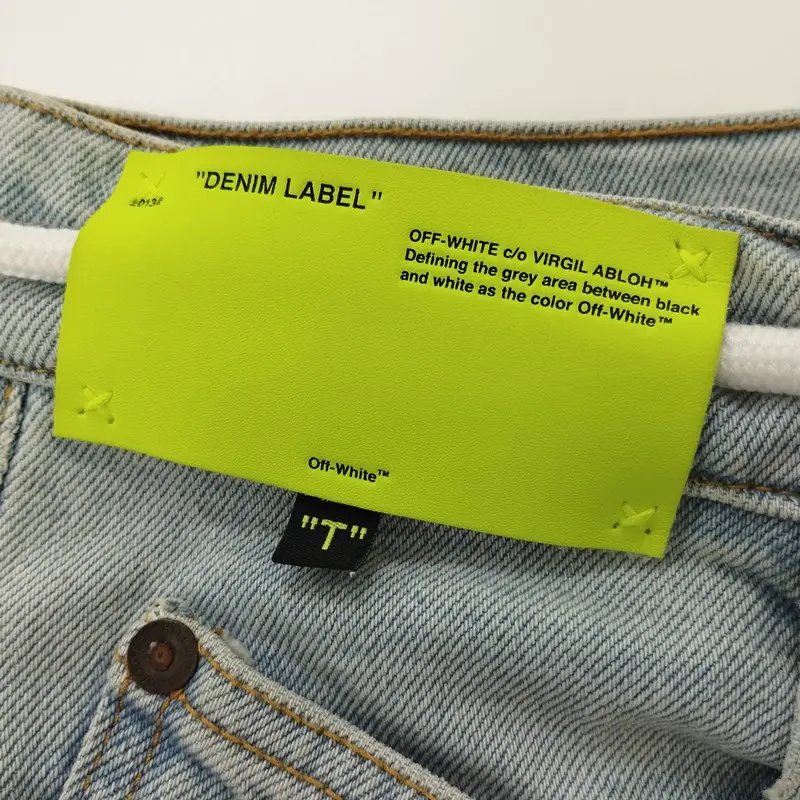 "DENIM LABEL"
OFF-WHITE c/o VIRGIL ABLOH™
Defining the grey area between black
and white as the color Off-White™
Off-White™
"T"